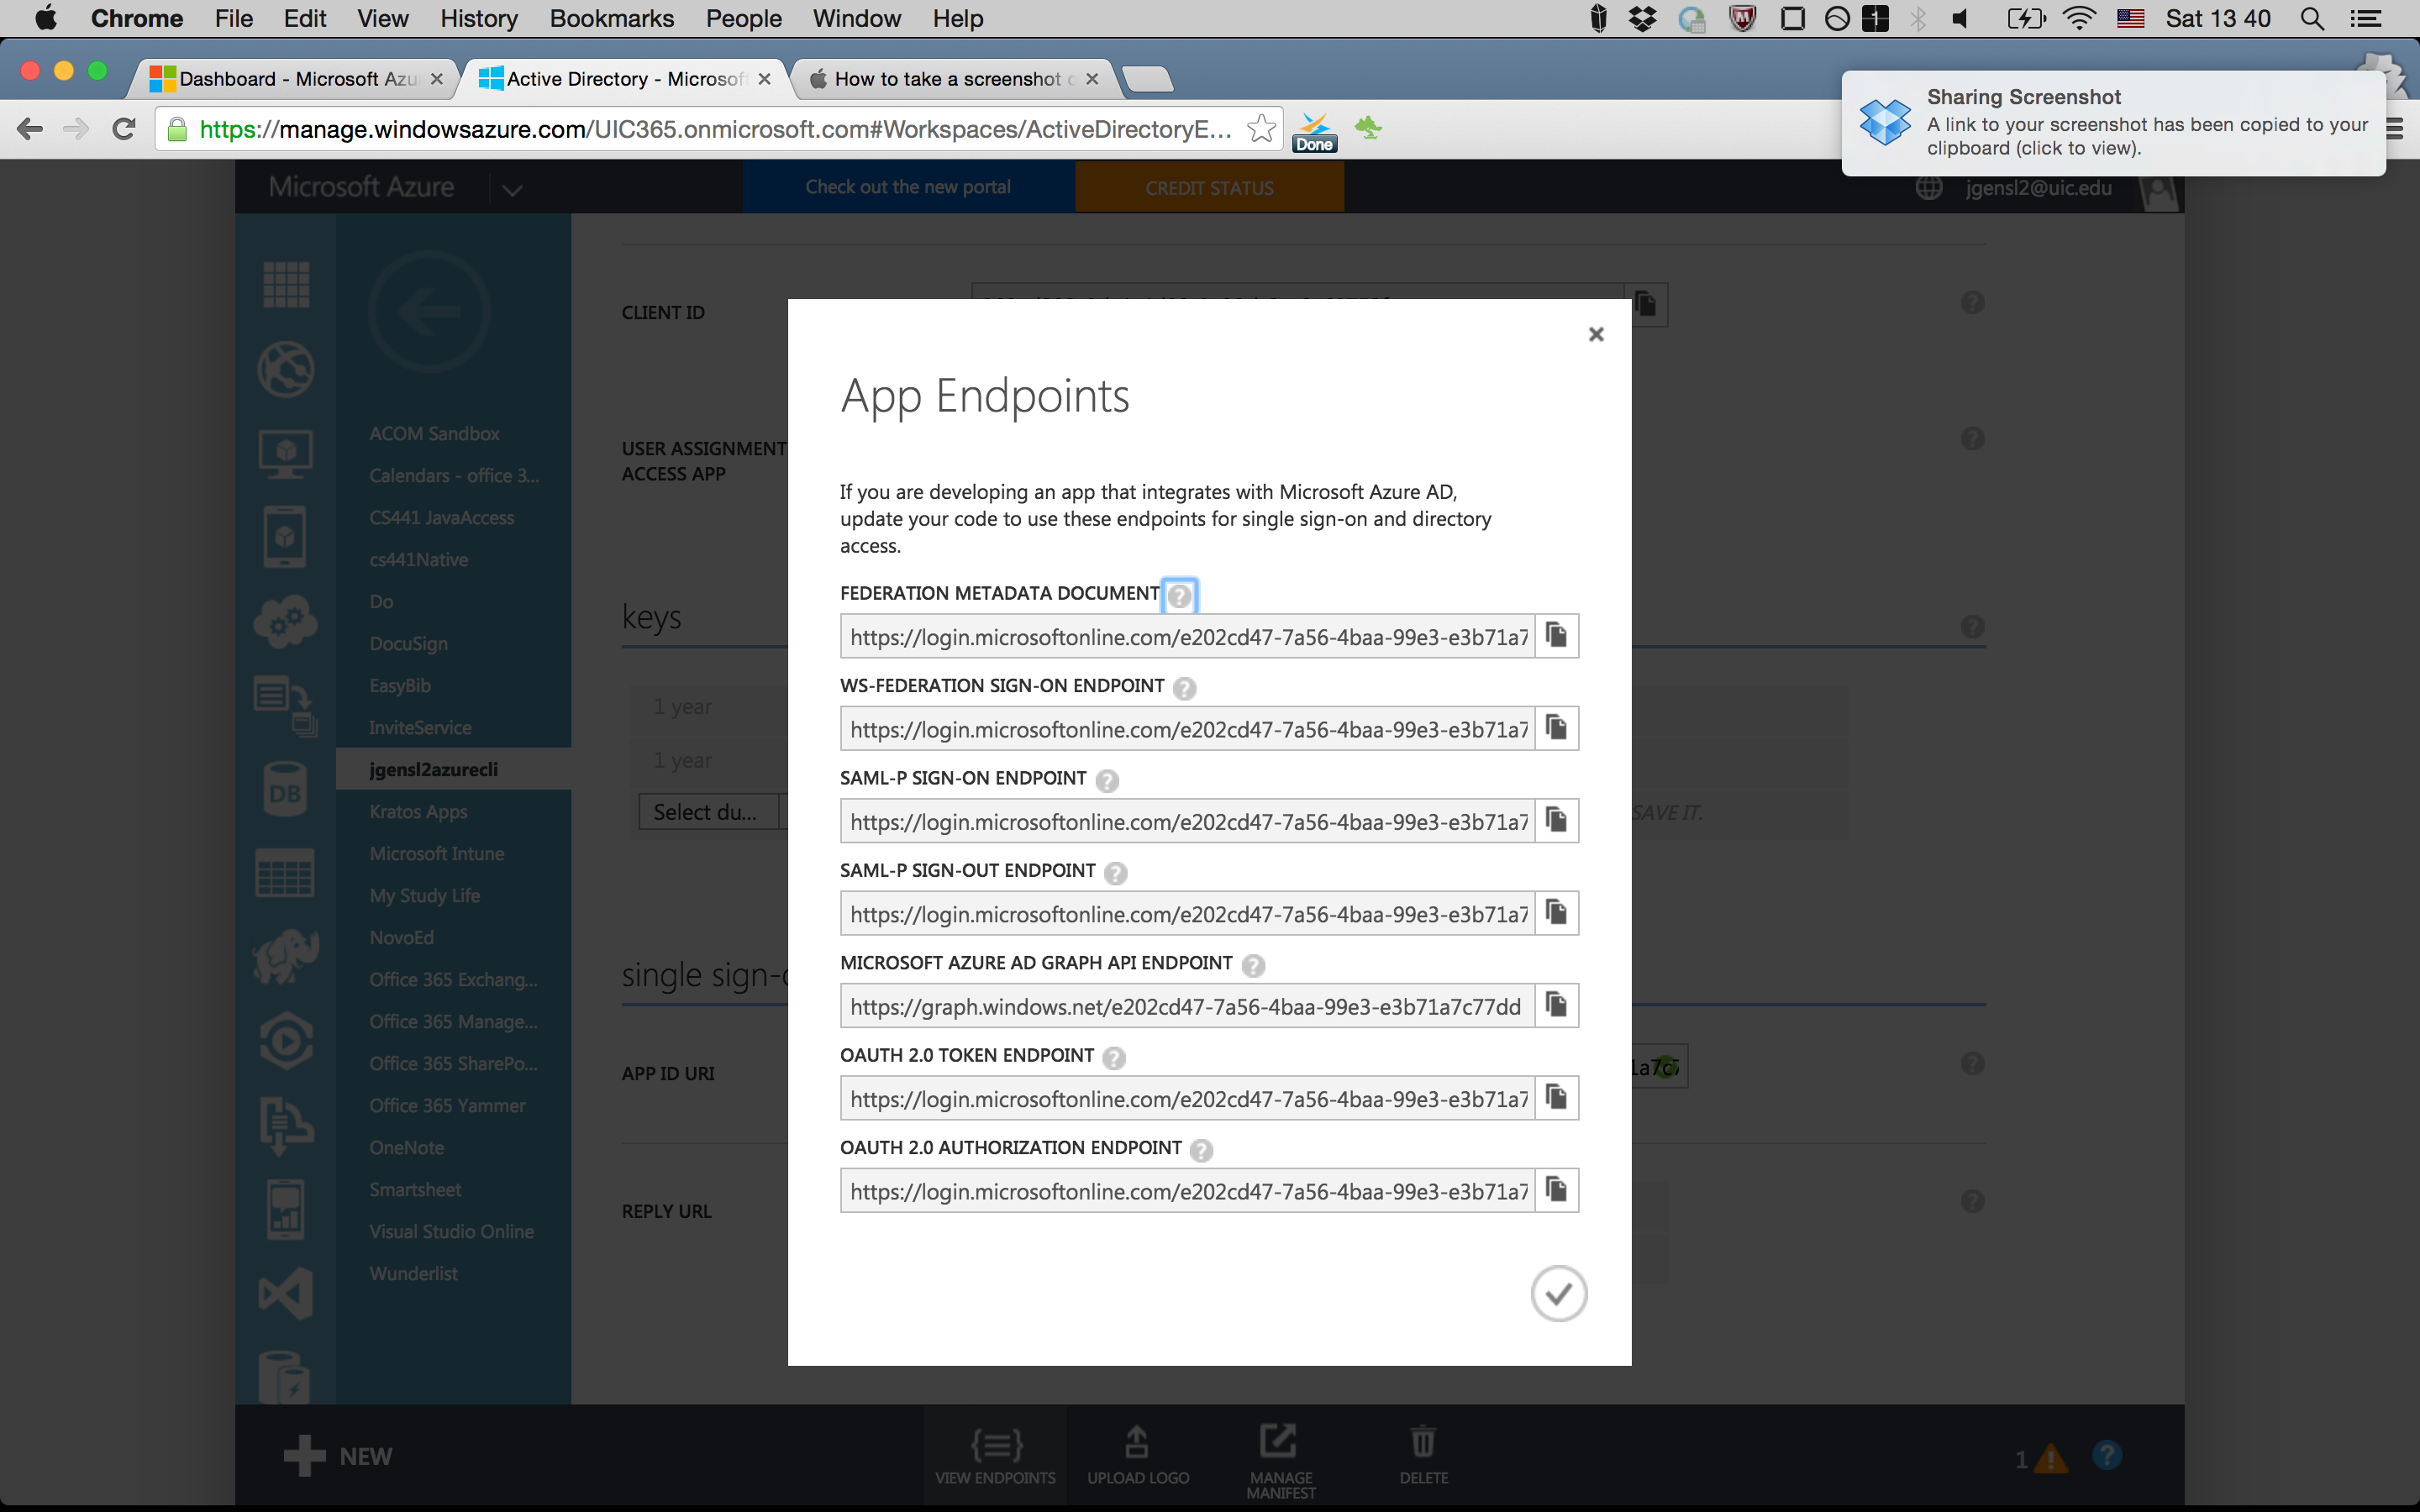 Chrome File Edit View History Bookmarks People Window Help
1
Sat 13 40
Dashboard - Microsoft Azu
Active Directory - Microsof
How to take a screenshot o
https://manage.windowsazure.com/UIC365.onmicrosoft.com#Workspaces/ActiveDirectoryE...
Done
Sharing Screenshot
A link to your screenshot has been copied to your
clipboard (click to view).
Microsoft Azure
Check out the new portal
CREDIT STATUS
jgensl2@uic.edu
ACOM Sandbox
Calendars - office 3...
CS441 JavaAccess
cs441Native
Do
DocuSign
EasyBib
InviteService
jgensl2azurecli
Kratos Apps
Microsoft Intune
My Study Life
NovoEd
Office 365 Exchang...
Office 365 Manage...
Office 365 SharePo...
Office 365 Yammer
OneNote
Smartsheet
Visual Studio Online
Wunderlist
DB
CLIENT ID
USER ASSIGNMENT
ACCESS APP
keys
1 year
1 year
Select du...
SAVE IT.
single sign-o
APP ID URI
1a7c7
REPLY URL
App Endpoints
If you are developing an app that integrates with Microsoft Azure AD,
update your code to use these endpoints for single sign-on and directory
access.
FEDERATION METADATA DOCUMENT ?
https://login.microsoftonline.com/e202cd47-7a56-4baa-99e3-e3b71a7
WS-FEDERATION SIGN-ON ENDPOINT ?
https://login.microsoftonline.com/e202cd47-7a56-4baa-99e3-e3b71a7
SAML-P SIGN-ON ENDPOINT ?
https://login.microsoftonline.com/e202cd47-7a56-4baa-99e3-e3b71a7
SAML-P SIGN-OUT ENDPOINT ?
https://login.microsoftonline.com/e202cd47-7a56-4baa-99e3-e3b71a7
MICROSOFT AZURE AD GRAPH API ENDPOINT ?
https://graph.windows.net/e202cd47-7a56-4baa-99e3-e3b71a7c77dd
OAUTH 2.0 TOKEN ENDPOINT ?
https://login.microsoftonline.com/e202cd47-7a56-4baa-99e3-e3b71a7
OAUTH 2.0 AUTHORIZATION ENDPOINT ?
https://login.microsoftonline.com/e202cd47-7a56-4baa-99e3-e3b71a7
NEW
VIEW ENDPOINTS
UPLOAD LOGO
MANAGE
MANIFEST
DELETE
1
?